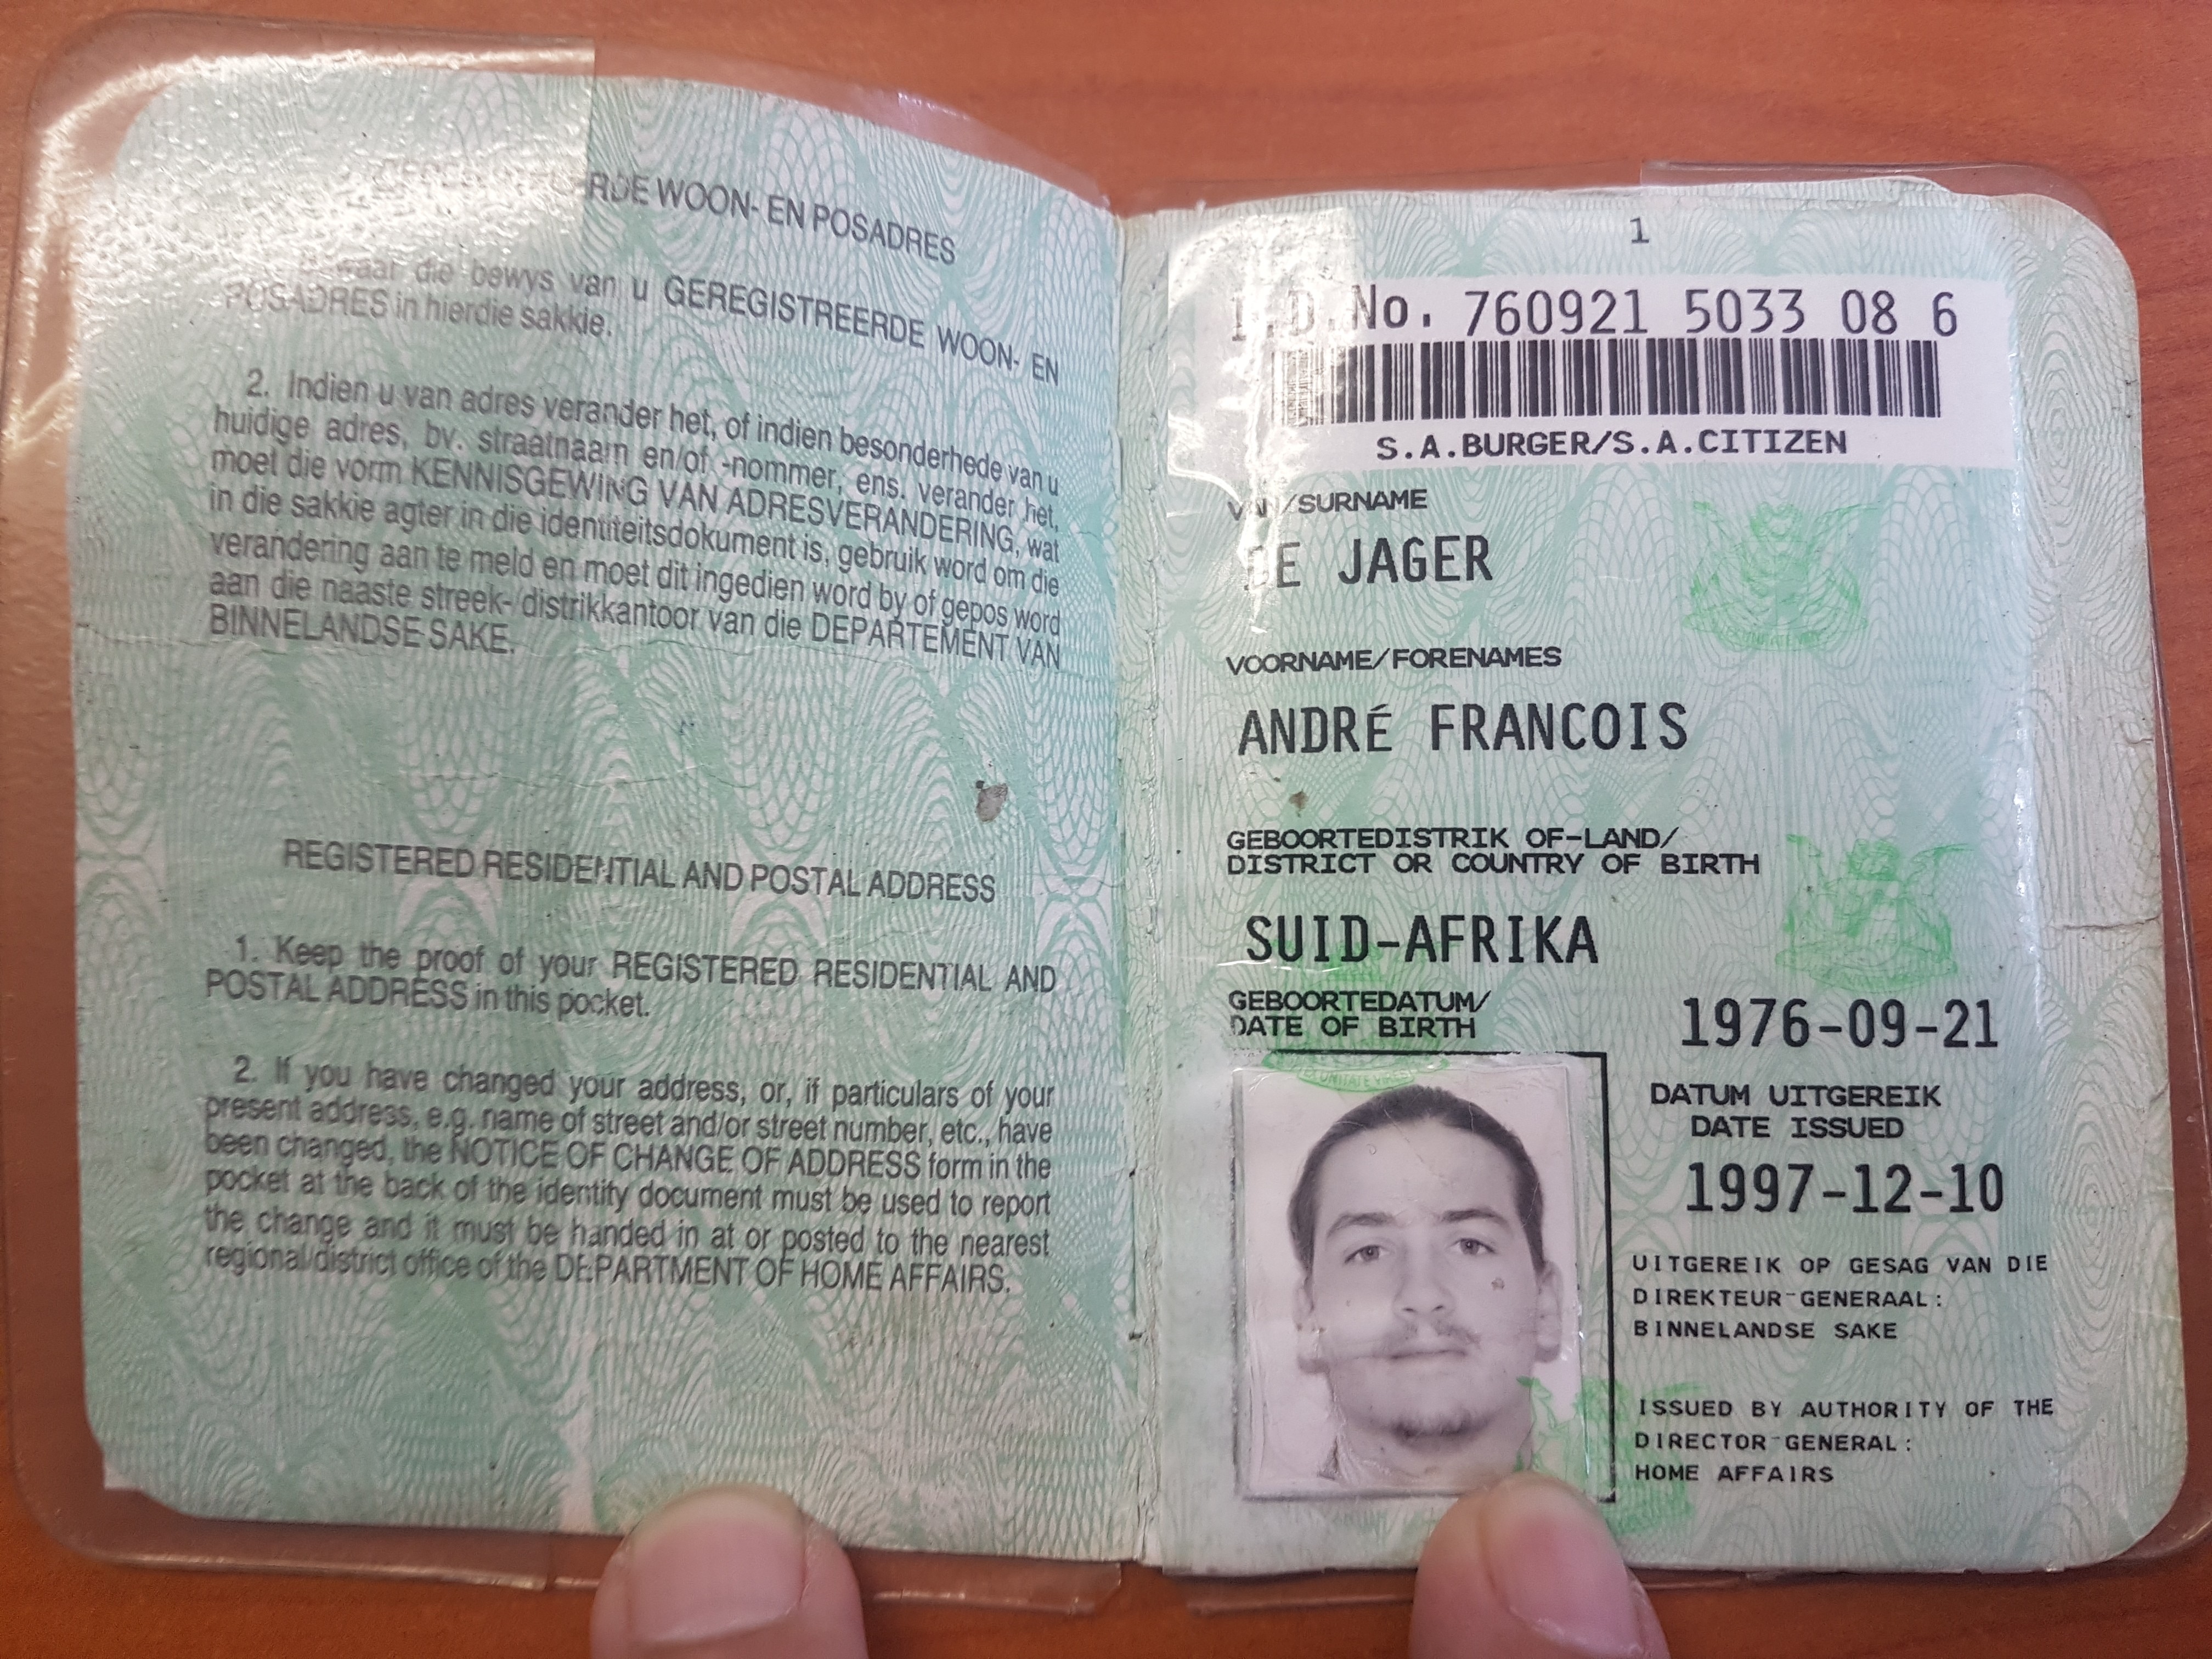 RDE WOON- EN POSADRES
die bewys van u GEREGISTREERDE WOON- EN
POSADRES in hierdie sakkie.
2. Indien u van adres verander het, of indien besonderhede van u
huidige adres, bv. straatnaam en/of -nommer, ens. verander het,
moet die vorm KENNISGEWING VAN ADRESVERANDERING, wat
in die sakkie agter in die identiteitsdokument is, gebruik word om die
verandering aan te meld en moet dit ingedien word by of gepos word
aan die naaste streek-/distrikkantoor van die DEPARTEMENT VAN
BINNELANDSE SAKE.
REGISTERED RESIDENTIAL AND POSTAL ADDRESS
1. Keep the proof of your REGISTERED RESIDENTIAL AND
POSTAL ADDRESS in this pocket.
2. If you have changed your address, or, if particulars of your
present address, e.g. name of street and/or street number, etc., have
been changed, the NOTICE OF CHANGE OF ADDRESS form in the
pocket at the back of the identity document must be used to report
the change and it must be handed in at or posted to the nearest
regional/district office of the DEPARTMENT OF HOME AFFAIRS.
1
I.D.No. 760921 5033 08 6
S.A.BURGER/S.A.CITIZEN
VAN/SURNAME
DE JAGER
VOORNAME/FORENAMES
ANDRÉ FRANCOIS
GEBOORTEDISTRIK OF-LAND/
DISTRICT OR COUNTRY OF BIRTH
SUID-AFRIKA
GEBOORTEDATUM/
DATE OF BIRTH
1976-09-21
DATUM UITGEREIK
DATE ISSUED
1997-12-10
UITGEREIK OP GESAG VAN DIE
DIREKTEUR-GENERAAL:
BINNELANDSE SAKE
ISSUED BY AUTHORITY OF THE
DIRECTOR-GENERAL:
HOME AFFAIRS